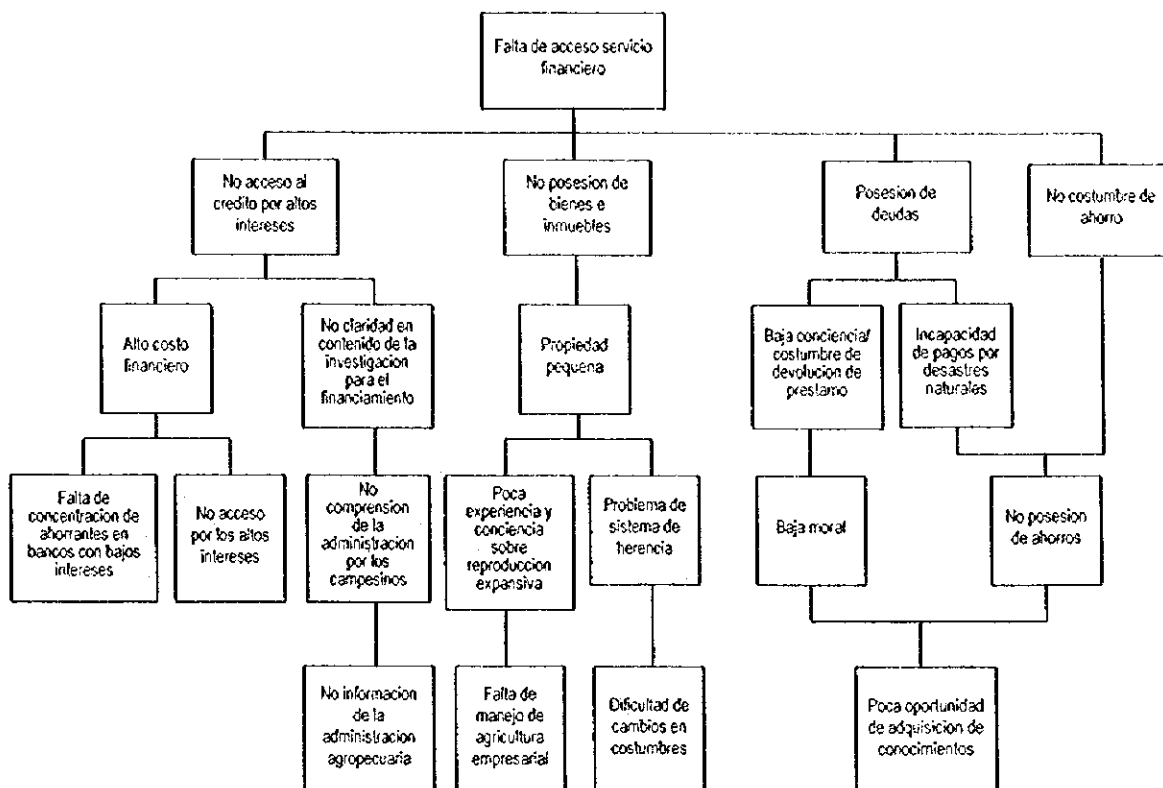 Falta de acceso servicio
financiero
No acceso al
credito por altos
intereses
No posesion de
bienes e
inmuebles
Posesion de
deudas
No costumbre de
ahorro
Alto costo
financiero
No claridad en
contenido de la
investigacion
para el
financiamiento
Propiedad
pequena
Baja conciencia/
costumbre de
devolucion de
prestamo
Incapacidad
de pagos por
desastres
naturales
Falta de
concentracion de
ahorrantes en
bancos con bajos
intereses
No acceso
por los altos
intereses
No
comprension
de la
administracion
por los
campesinos
Poca
experiencia y
conciencia
sobre
reproduccion
expansiva
Problema de
sistema de
herencia
Baja moral
No posesion
de ahorros
No informacion
de la
administracion
agropecuaria
Falta de
manejo de
agricultura
empresarial
Dificultad de
cambios en
costumbres
Poca oportunidad
de adquisicion de
conocimientos